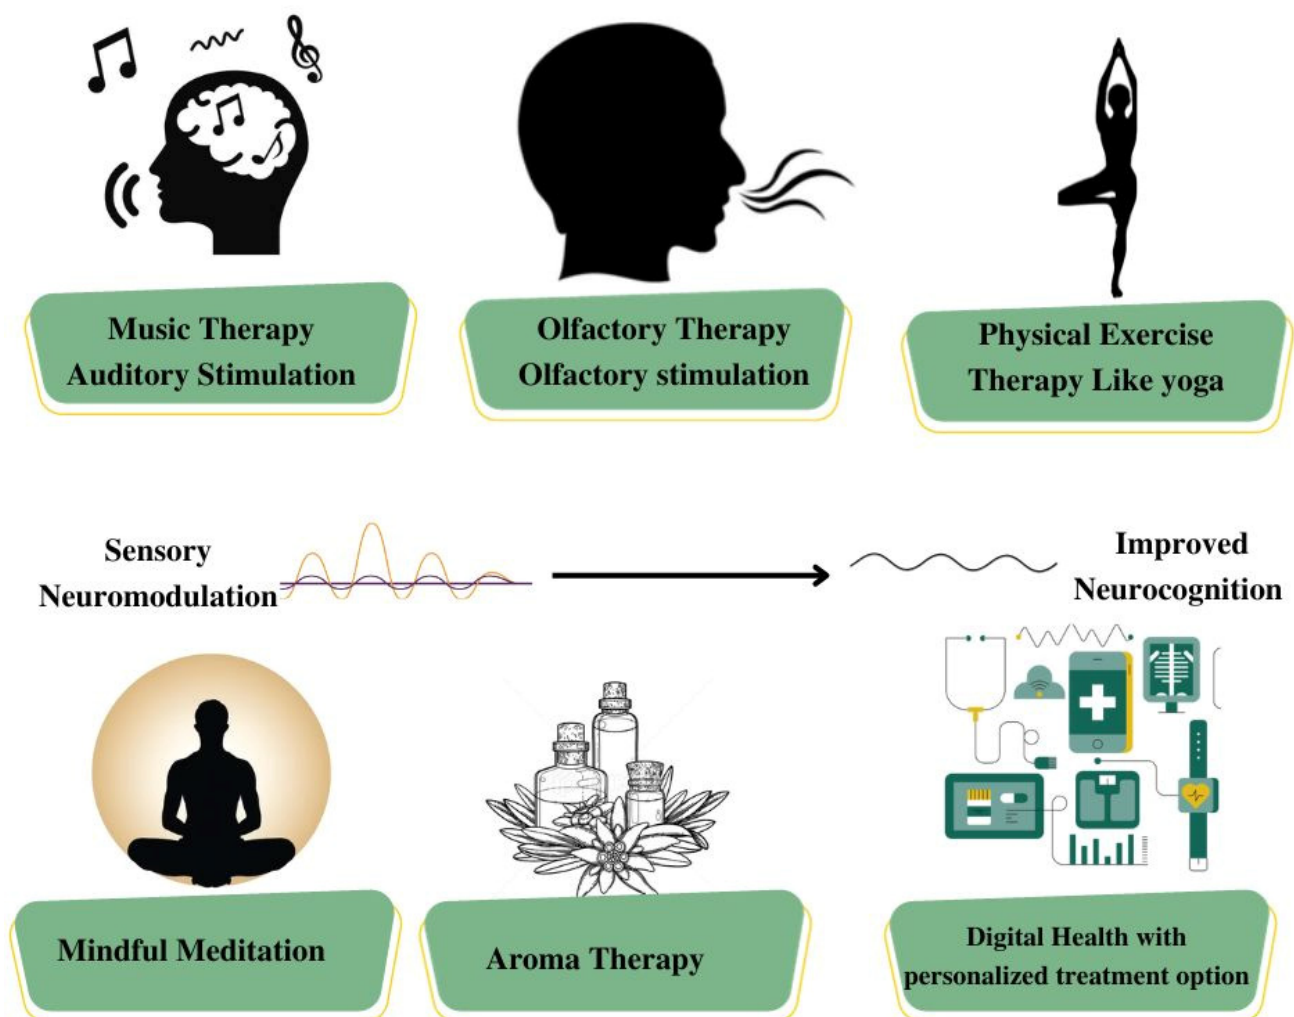 Music Therapy
Auditory Stimulation
Olfactory Therapy
Olfactory stimulation
Physical Exercise
Therapy Like yoga
Sensory
Neuromodulation
Improved
Neurocognition
Mindful Meditation
Aroma Therapy
Digital Health with
personalized treatment option